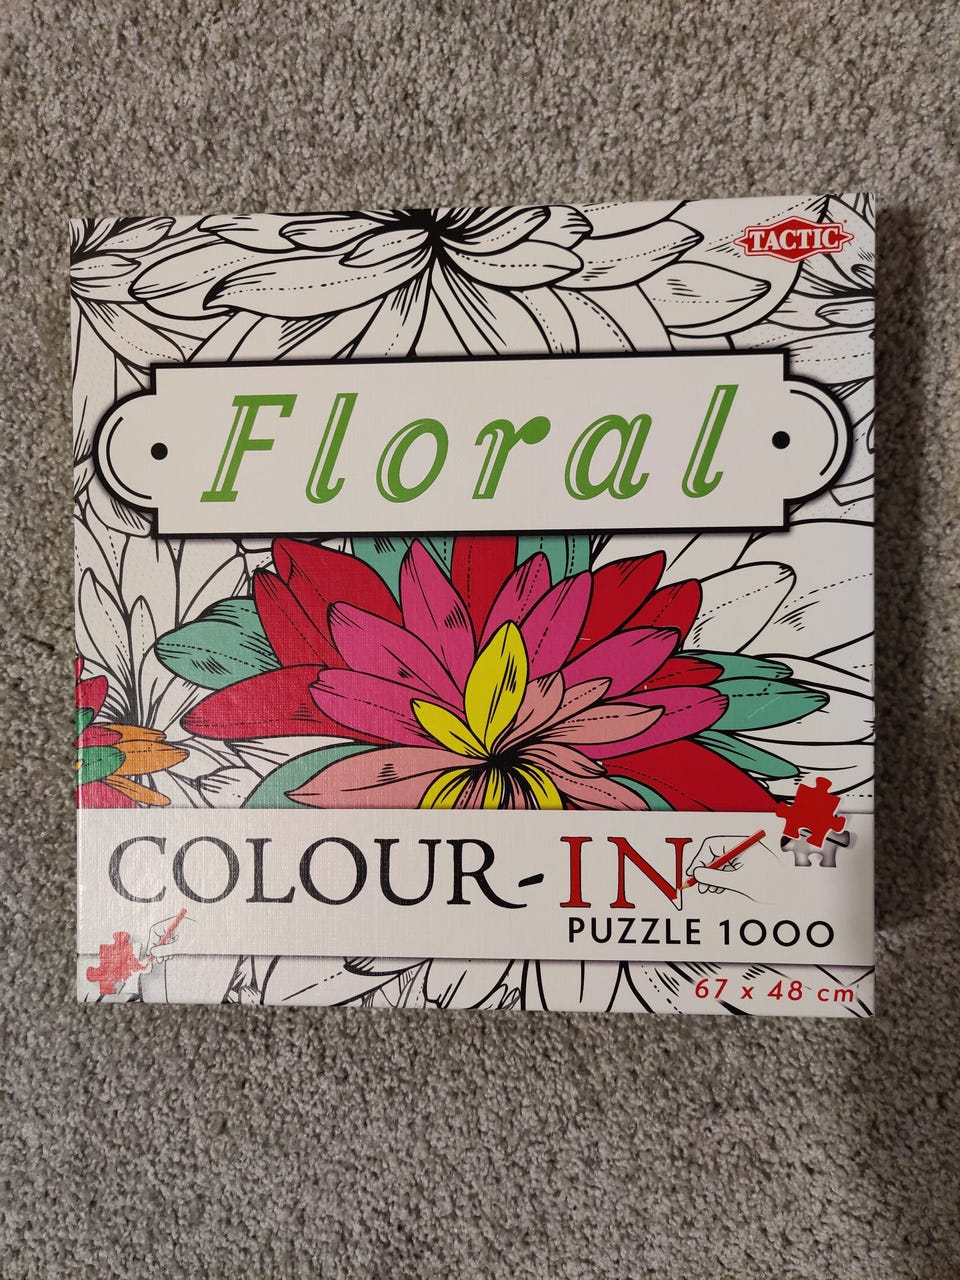 TACTIC
Floral
COLOUR-IN
PUZZLE 1000
67 x 48 cm